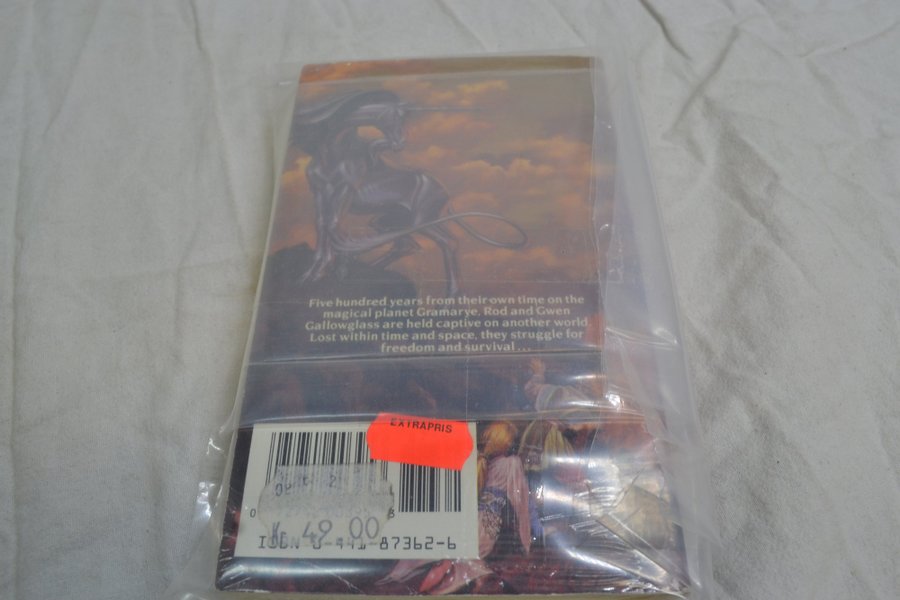 Five hundred years from their own time on the
magical planet Gramarye, Rod and Gwen
Gallowglass are held captive on another world.
Lost within time and space, they struggle for
freedom and survival...
EXTRAPRIS
49 00
ISBN 0-441-87362-6